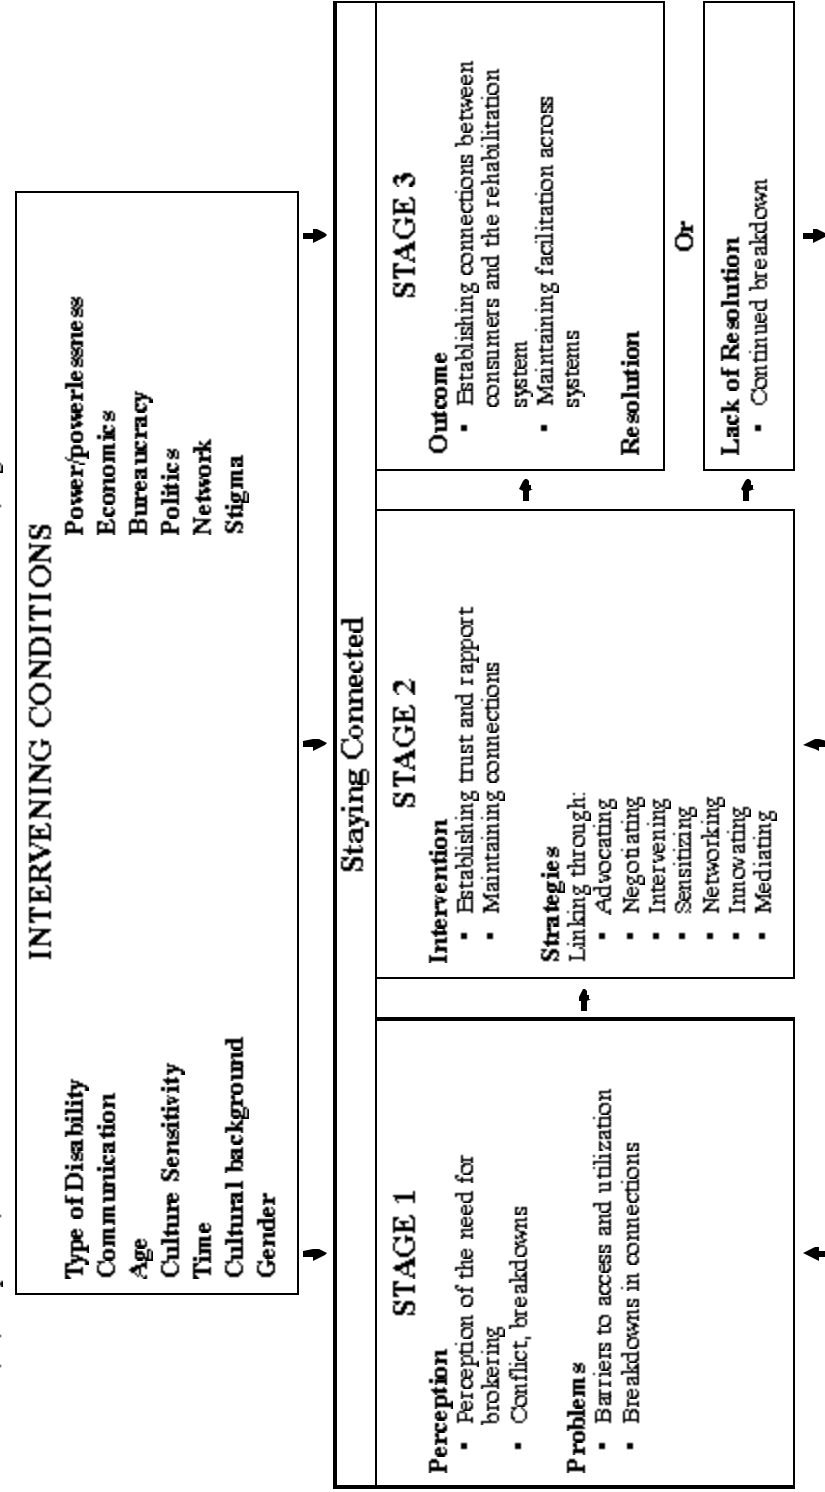 INTERVENING CONDITIONS
Type of Disability
Communication
Age
Culture Sensitivity
Time
Cultural background
Gender
Power/powerlessness
Economics
Bureaucracy
Politics
Network
Stigma
Staying Connected
STAGE 1
Perception
▪ Perception of the need for
brokering
▪ Conflict, breakdowns
Problems
▪ Barriers to access and utilization
▪ Breakdowns in connections
STAGE 2
Intervention
▪ Establishing trust and rapport
▪ Maintaining connections
Strategies
Linking through:
▪ Advocating
▪ Negotiating
▪ Intervening
▪ Sensitizing
▪ Networking
▪ Innovating
▪ Mediating
STAGE 3
Outcome
▪ Establishing connections between
consumers and the rehabilitation
system
▪ Maintaining facilitation across
systems
Resolution
Or
Lack of Resolution
▪ Continued breakdown